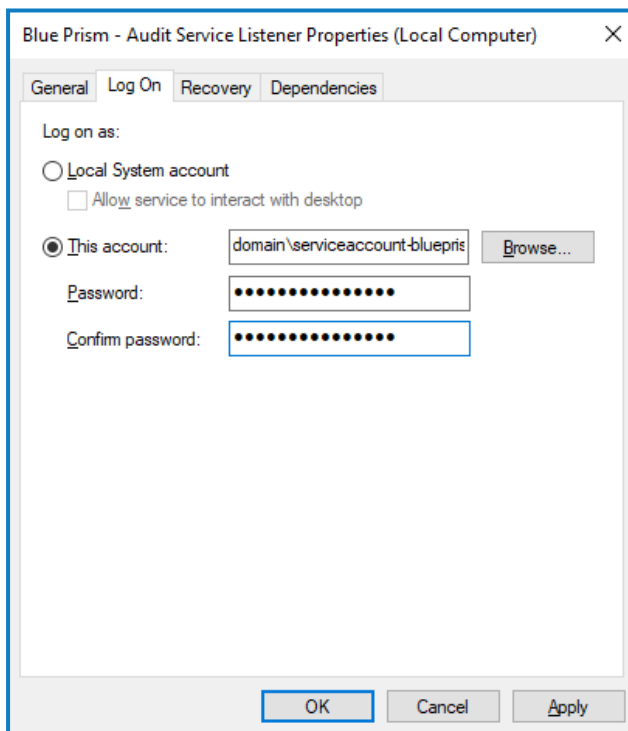 Blue Prism - Audit Service Listener Properties (Local Computer)
General Log On Recovery Dependencies
Log on as:
Local System account
Allow service to interact with desktop
This account: domain\serviceaccount-bluepris Browse...
Password: ●●●●●●●●●●●●●●●
Confirm password: ●●●●●●●●●●●●●●●
OK Cancel Apply